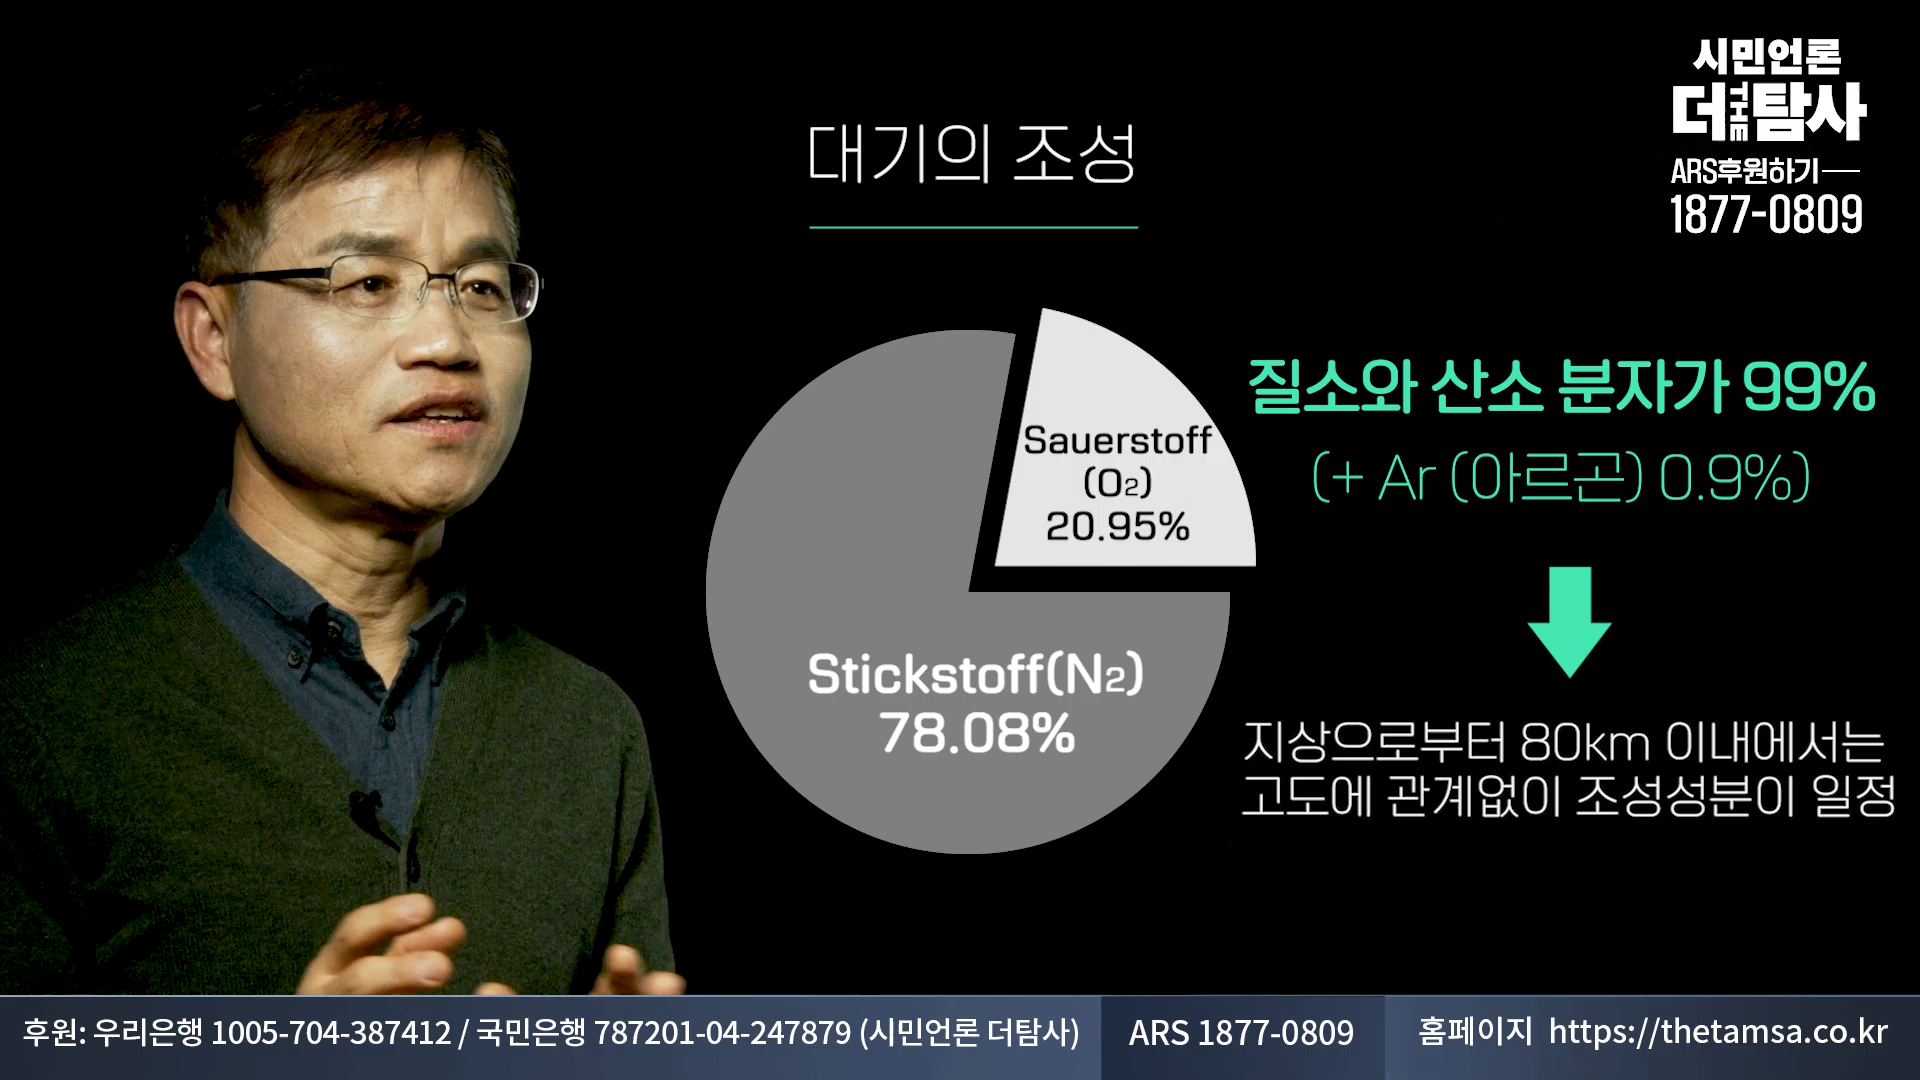 시민언론
더THE탐사
ARS후원하기
1877-0809
대기의 조성
Sauerstoff
(O₂)
20.95%
Stickstoff(N₂)
78.08%
질소와 산소 분자가 99%
(+ Ar (아르곤) 0.9%)
지상으로부터 80km 이내에서는
고도에 관계없이 조성성분이 일정
후원: 우리은행 1005-704-387412 / 국민은행 787201-04-247879 (시민언론 더탐사)
ARS 1877-0809
홈페이지 https://thetamsa.co.kr